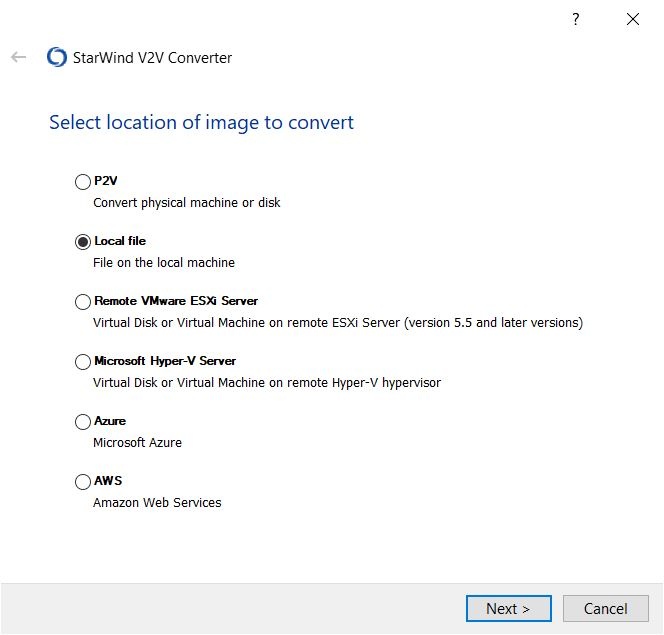 ?
StarWind V2V Converter
Select location of image to convert
P2V
Convert physical machine or disk
Local file
File on the local machine
Remote VMware ESXi Server
Virtual Disk or Virtual Machine on remote ESXi Server (version 5.5 and later versions)
Microsoft Hyper-V Server
Virtual Disk or Virtual Machine on remote Hyper-V hypervisor
Azure
Microsoft Azure
AWS
Amazon Web Services
Next > Cancel